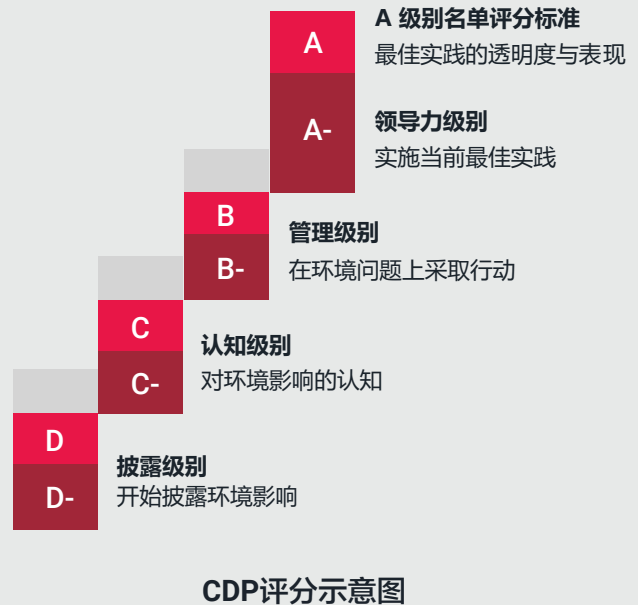 A
A 级别名单评分标准
最佳实践的透明度与表现
A-
领导力级别
实施当前最佳实践
B
B-
管理级别
在环境问题上采取行动
C
C-
认知级别
对环境影响的认知
D
D-
披露级别
开始披露环境影响
CDP评分示意图